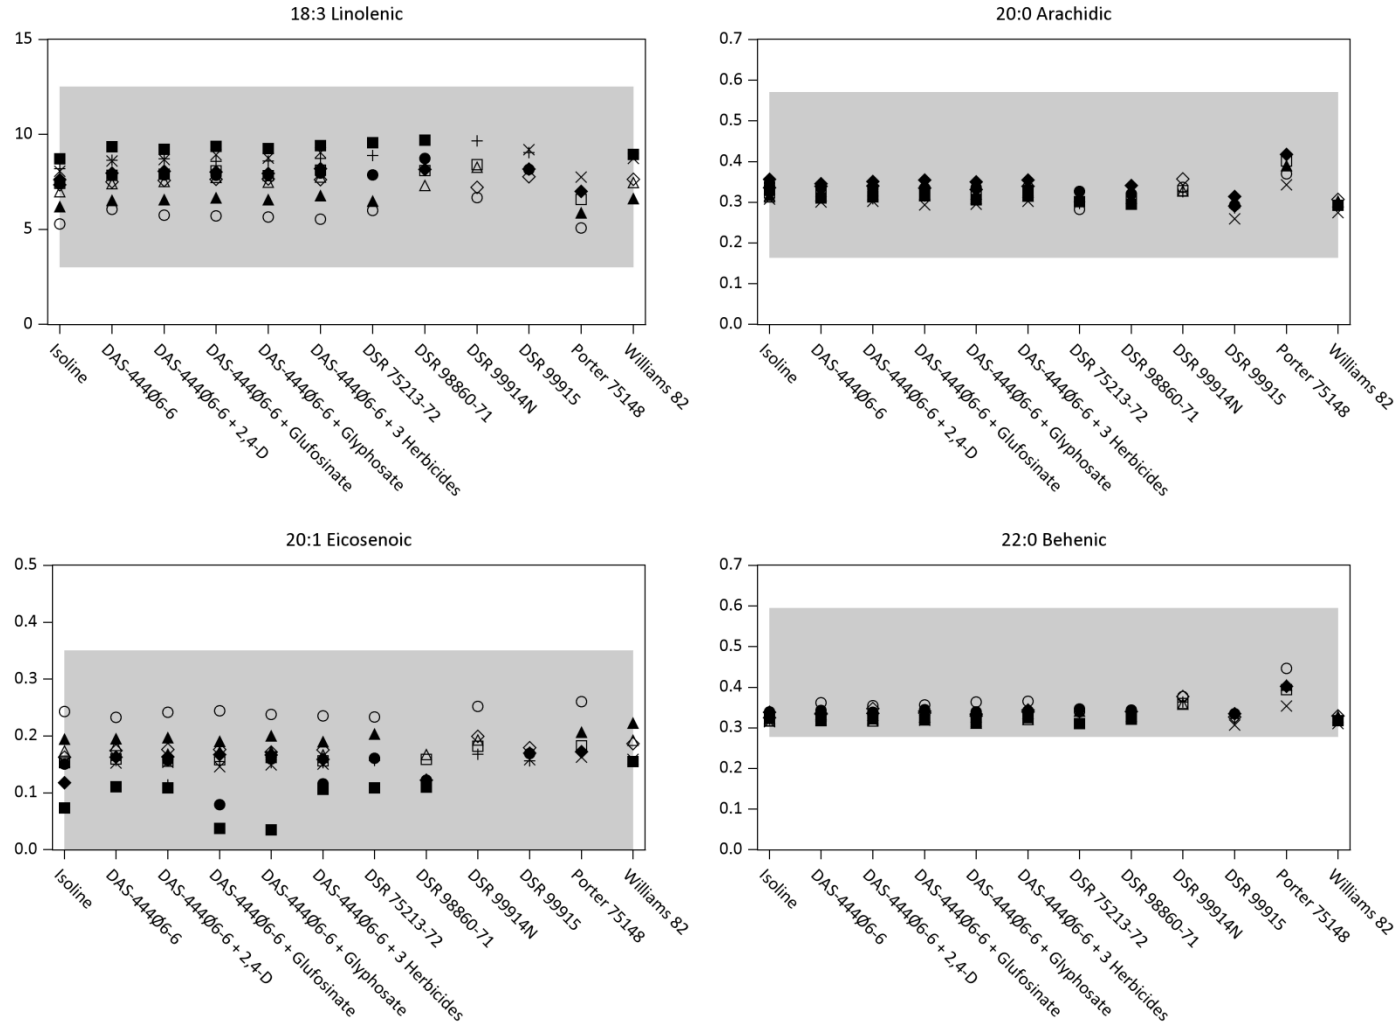 18:3 Linolenic
15
10
5
0
Isoline
DAS-444Ø6-6
DAS-444Ø6-6 + 2,4-D
DAS-444Ø6-6 + Glufosinate
DAS-444Ø6-6 + Glyphosate
DAS-444Ø6-6 + 3 Herbicides
DSR 75213-72
DSR 98860-71
DSR 99914N
DSR 99915
Porter 75148
Williams 82
20:0 Arachidic
0.7
0.6
0.5
0.4
0.3
0.2
0.1
0.0
Isoline
DAS-444Ø6-6
DAS-444Ø6-6 + 2,4-D
DAS-444Ø6-6 + Glufosinate
DAS-444Ø6-6 + Glyphosate
DAS-444Ø6-6 + 3 Herbicides
DSR 75213-72
DSR 98860-71
DSR 99914N
DSR 99915
Porter 75148
Williams 82
20:1 Eicosenoic
0.5
0.4
0.3
0.2
0.1
0.0
Isoline
DAS-444Ø6-6
DAS-444Ø6-6 + 2,4-D
DAS-444Ø6-6 + Glufosinate
DAS-444Ø6-6 + Glyphosate
DAS-444Ø6-6 + 3 Herbicides
DSR 75213-72
DSR 98860-71
DSR 99914N
DSR 99915
Porter 75148
Williams 82
22:0 Behenic
0.7
0.6
0.5
0.4
0.3
0.2
0.1
0.0
Isoline
DAS-444Ø6-6
DAS-444Ø6-6 + 2,4-D
DAS-444Ø6-6 + Glufosinate
DAS-444Ø6-6 + Glyphosate
DAS-444Ø6-6 + 3 Herbicides
DSR 75213-72
DSR 98860-71
DSR 99914N
DSR 99915
Porter 75148
Williams 82